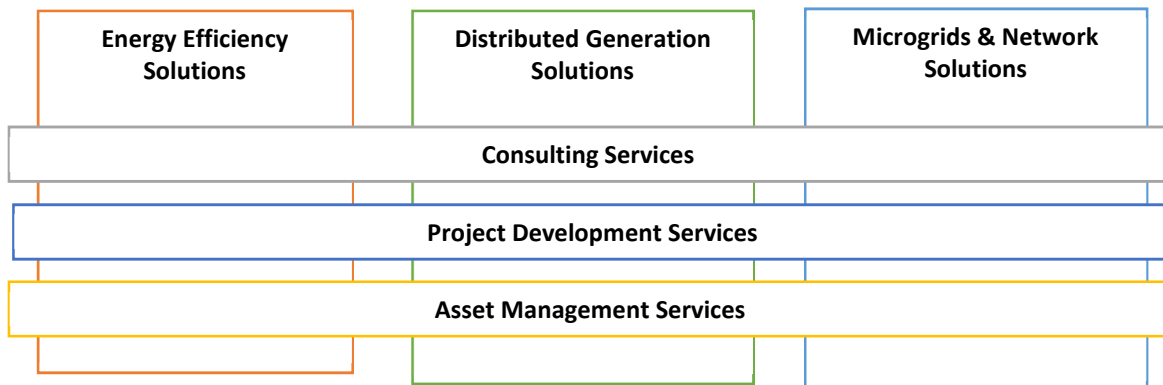 Energy Efficiency
Solutions
Distributed Generation
Solutions
Microgrids & Network
Solutions
Consulting Services
Project Development Services
Asset Management Services